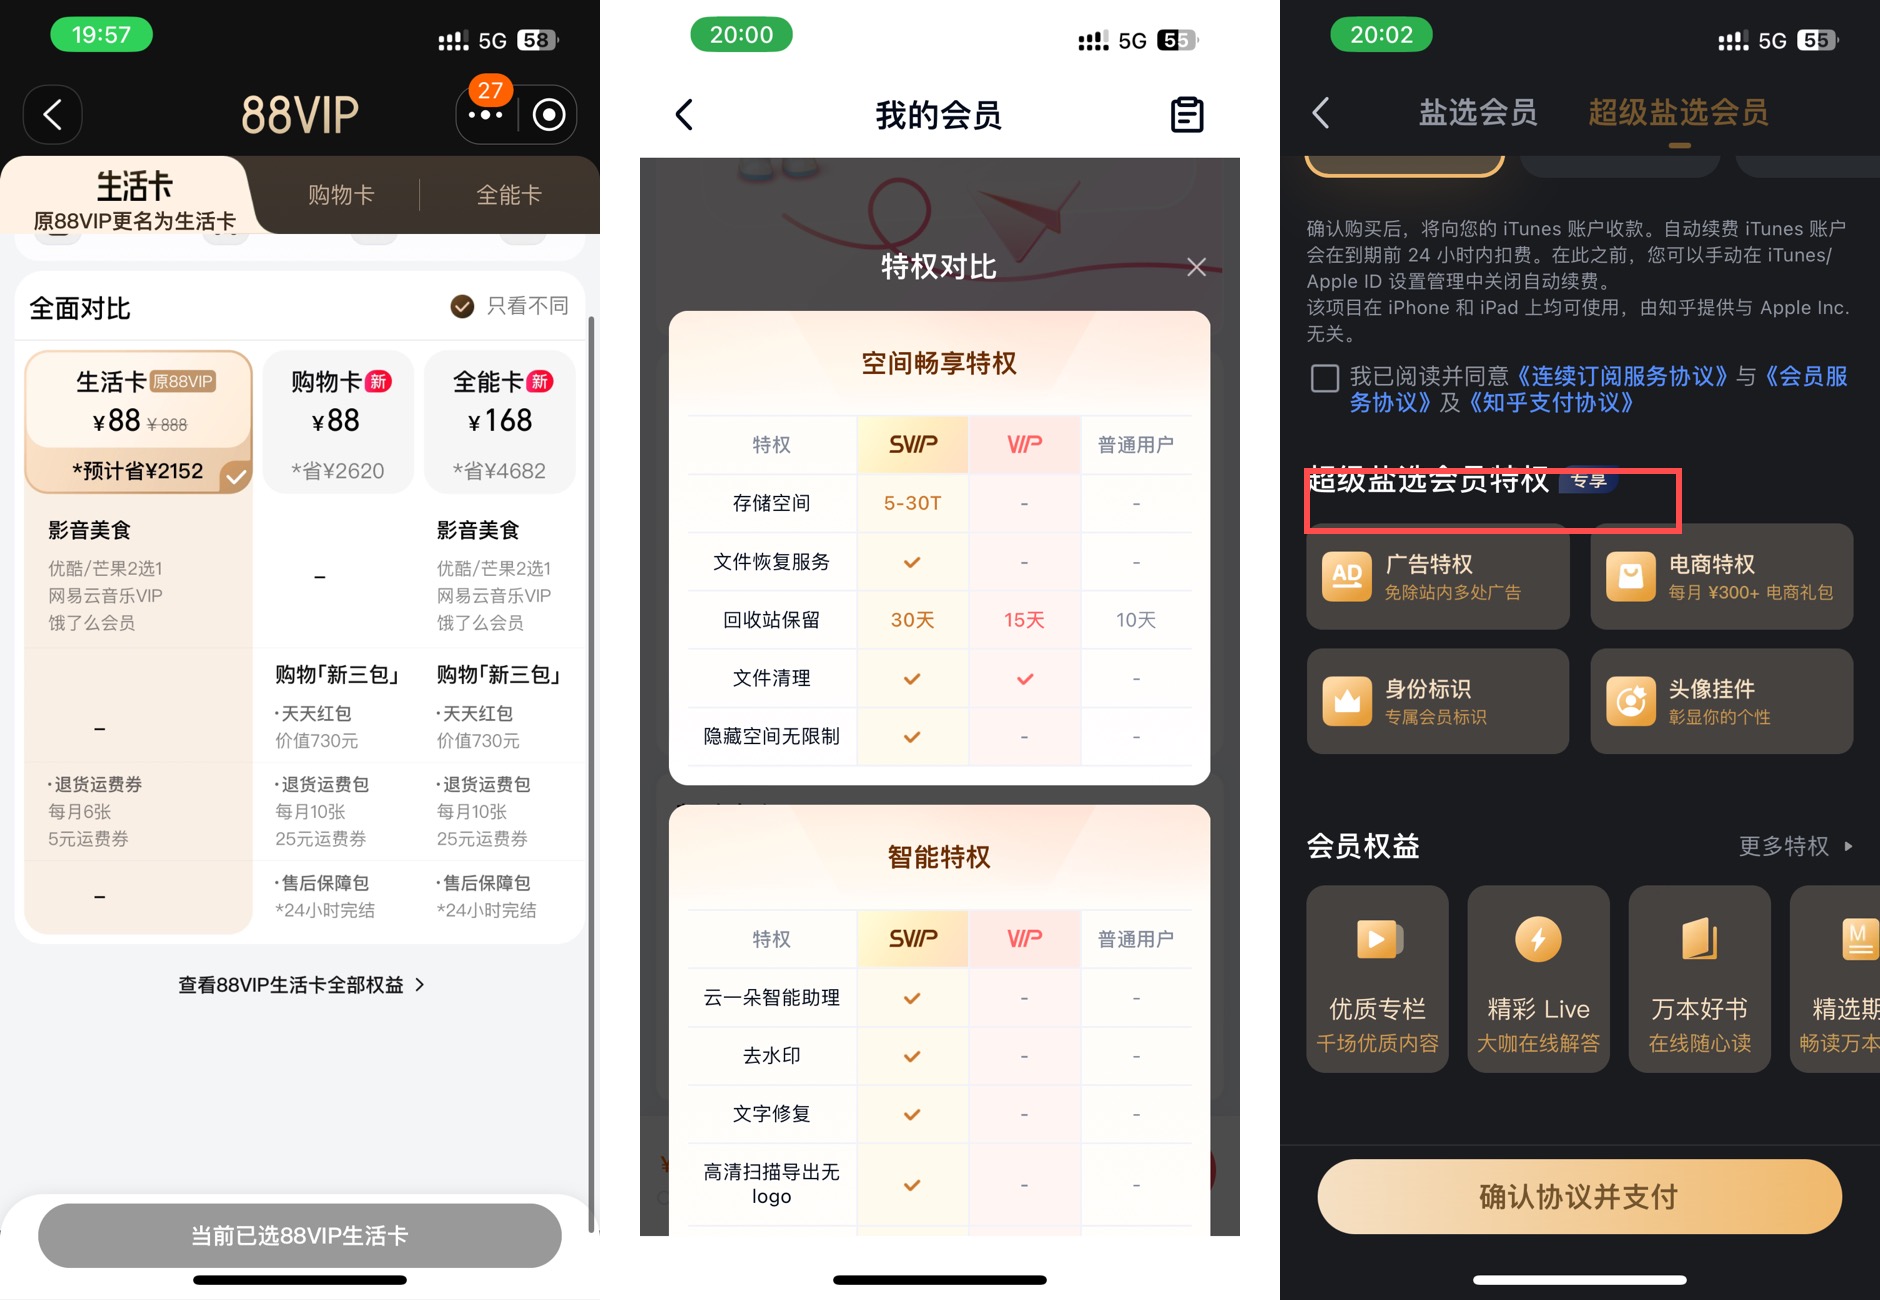 19:57
5G 58
88VIP
27
生活卡
原88VIP更名为生活卡
购物卡
全能卡
全面对比
只看不同
生活卡 原88VIP
¥88 ¥888
*预计省¥2152
购物卡 新
¥88
*省¥2620
全能卡 新
¥168
*省¥4682
影音美食
优酷/芒果2选1
网易云音乐VIP
饿了么会员
–
影音美食
优酷/芒果2选1
网易云音乐VIP
饿了么会员
–
购物「新三包」
·天天红包
价值730元
购物「新三包」
·天天红包
价值730元
·退货运费券
每月6张
5元运费券
·退货运费包
每月10张
25元运费券
·退货运费包
每月10张
25元运费券
–
·售后保障包
*24小时完结
·售后保障包
*24小时完结
查看88VIP生活卡全部权益 >
当前已选88VIP生活卡
20:00
5G 55
我的会员
特权对比
空间畅享特权
特权 SVIP VIP 普通用户
存储空间 5-30T - -
文件恢复服务 ✓ - -
回收站保留 30天 15天 10天
文件清理 ✓ ✓ -
隐藏空间无限制 ✓ - -
智能特权
特权 SVIP VIP 普通用户
云一朵智能助理 ✓ - -
去水印 ✓ - -
文字修复 ✓ - -
高清扫描导出无
logo ✓ - -
20:02
5G 55
盐选会员
超级盐选会员
确认购买后，将向您的 iTunes 账户收款。自动续费 iTunes 账户
会在到期前 24 小时内扣费。在此之前，您可以手动在 iTunes/
Apple ID 设置管理中关闭自动续费。
该项目在 iPhone 和 iPad 上均可使用，由知乎提供与 Apple Inc.
无关。
我已阅读并同意《连续订阅服务协议》与《会员服
务协议》及《知乎支付协议》
超级盐选会员特权 专享
AD
广告特权
免除站内多处广告
电商特权
每月 ¥300+ 电商礼包
身份标识
专属会员标识
头像挂件
彰显你的个性
会员权益
更多特权
优质专栏
千场优质内容
精彩 Live
大咖在线解答
万本好书
在线随心读
M
精选期
畅读万本
确认协议并支付